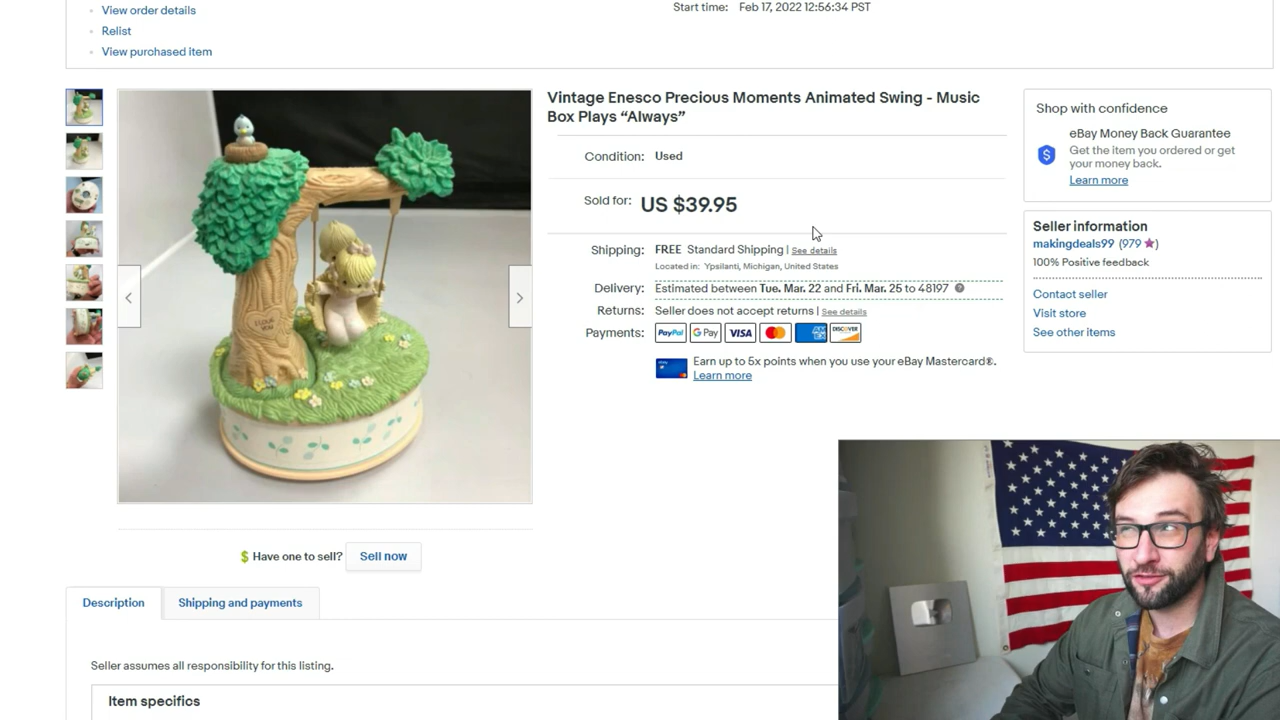 View order details
Start time: Feb 17, 2022 12:56:34 PST
Relist
View purchased item
Vintage Enesco Precious Moments Animated Swing - Music
Box Plays “Always”
Condition: Used
Sold for: US $39.95
Shipping: FREE Standard Shipping | See details
Located in: Ypsilanti, Michigan, United States
Delivery: Estimated between Tue. Mar. 22 and Fri. Mar. 25 to 48197
Returns: Seller does not accept returns | See details
Payments: PayPal G Pay VISA DISCOVER
Earn up to 5x points when you use your eBay Mastercard®.
Learn more
Shop with confidence
eBay Money Back Guarantee
Get the item you ordered or get
your money back.
Learn more
Seller information
makingdeals99 (979)
100% Positive feedback
Contact seller
Visit store
See other items
I LOVE
YOU
$ Have one to sell? Sell now
Description
Shipping and payments
Seller assumes all responsibility for this listing.
Item specifics